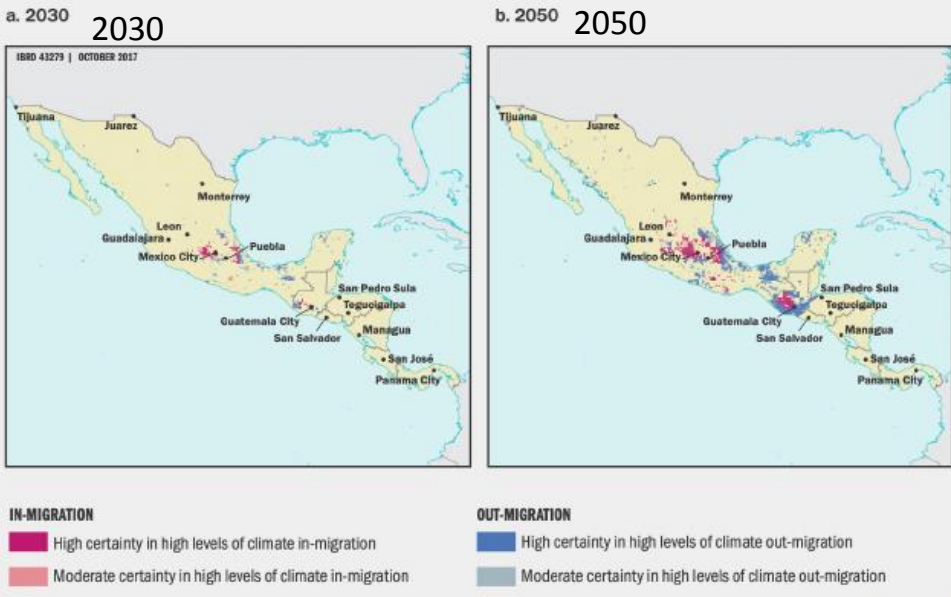 a. 2030
2030
b. 2050
2050
IBRD 43279 | OCTOBER 2017
Tijuana
Juarez
Monterrey
Leon
Guadalajara
Puebla
Mexico City
San Pedro Sula
Tegucigalpa
Guatemala City
San Salvador
Managua
San José
Panama City
Tijuana
Juarez
Monterrey
Leon
Guadalajara
Puebla
Mexico City
San Pedro Sula
Tegucigalpa
Guatemala City
San Salvador
Managua
San José
Panama City
IN-MIGRATION
High certainty in high levels of climate in-migration
Moderate certainty in high levels of climate in-migration
OUT-MIGRATION
High certainty in high levels of climate out-migration
Moderate certainty in high levels of climate out-migration